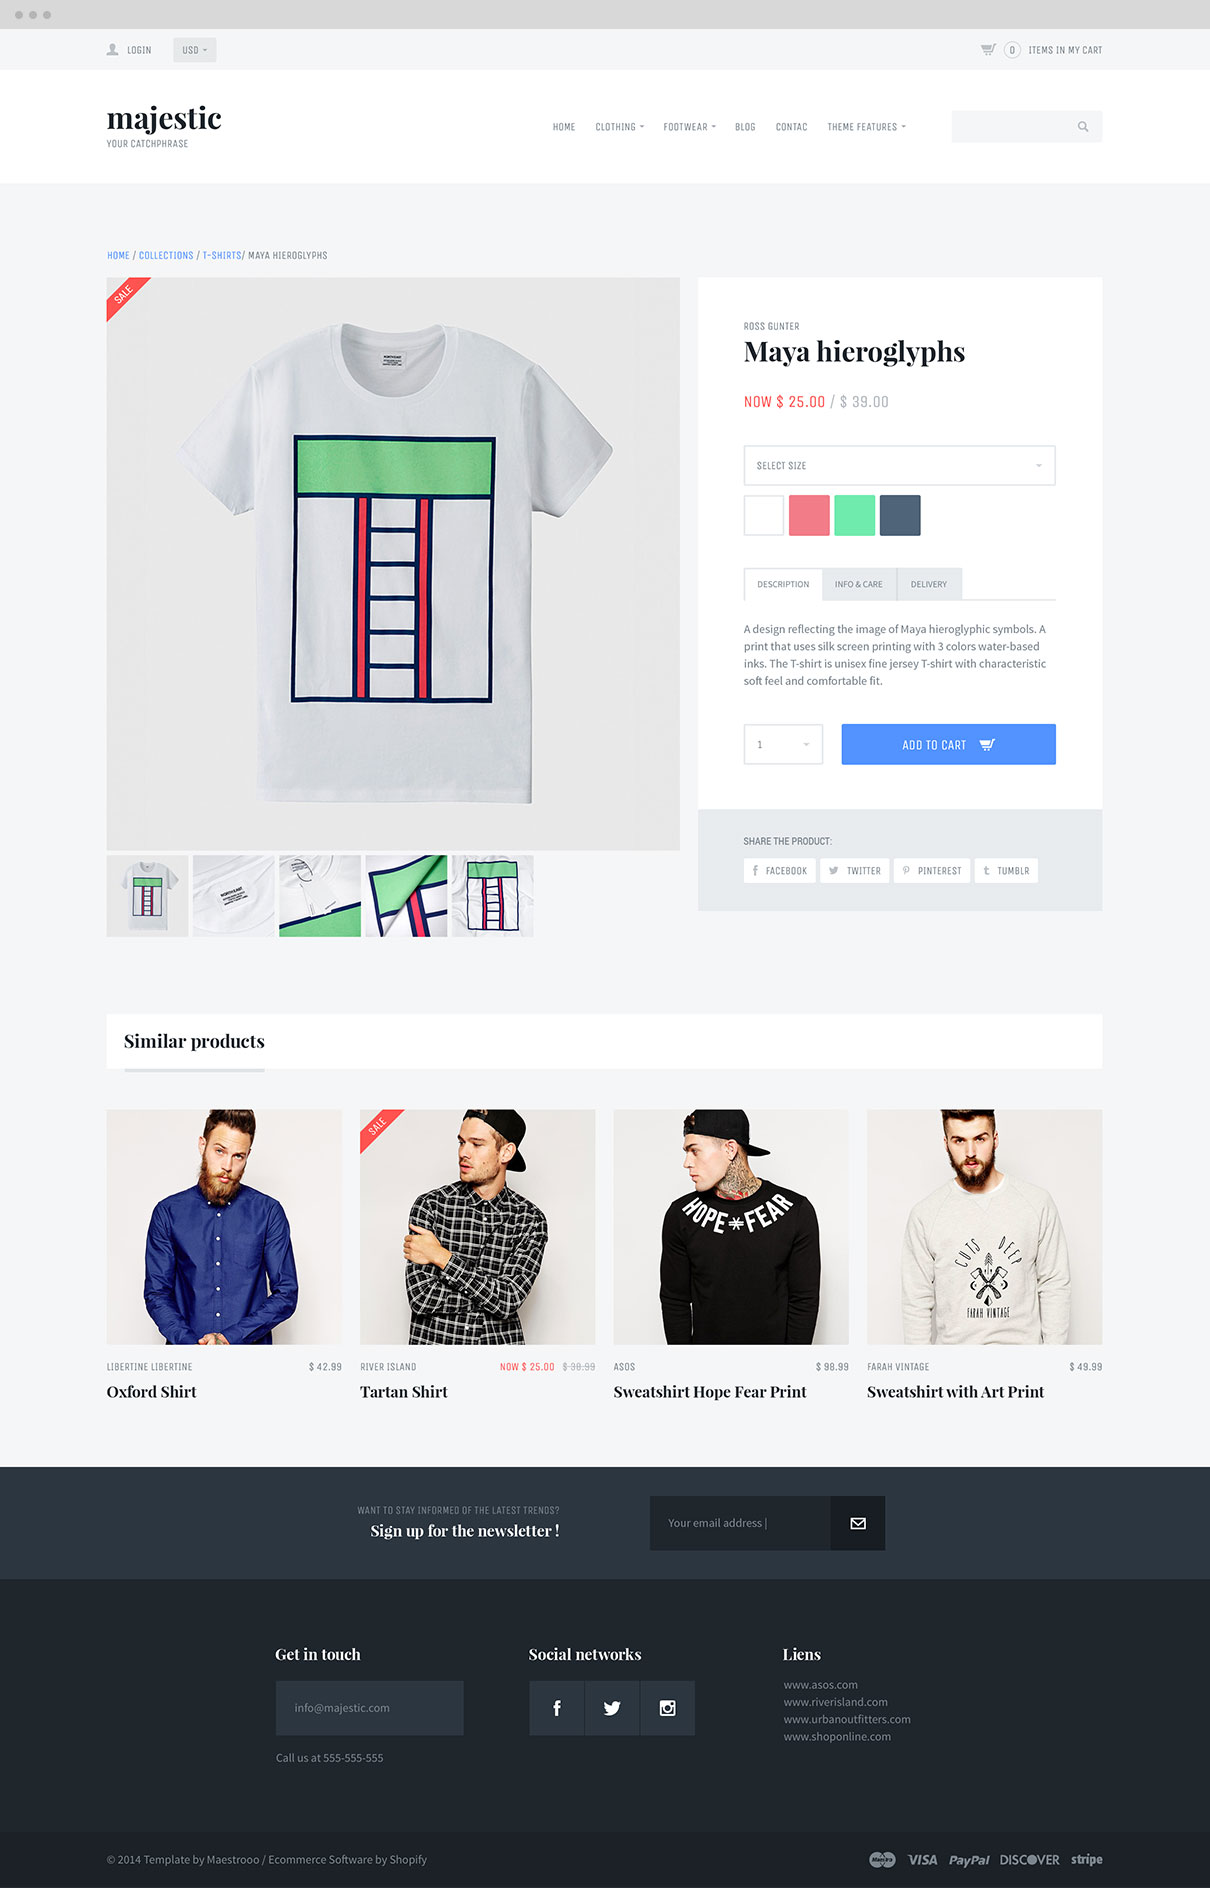 LOGIN USD 0 ITEMS IN MY CART
majestic
YOUR CATCHPHRASE
HOME CLOTHING FOOTWEAR BLOG CONTAC THEME FEATURES
HOME / COLLECTIONS / T-SHIRTS/ MAYA HIEROGLYPHS
SALE
NORTH.EAST
ROSS GUNTER
Maya hieroglyphs
NOW $ 25.00 / $ 39.00
SELECT SIZE
DESCRIPTION INFO & CARE DELIVERY
A design reflecting the image of Maya hieroglyphic symbols. A
print that uses silk screen printing with 3 colors water-based
inks. The T-shirt is unisex fine jersey T-shirt with characteristic
soft feel and comfortable fit.
1 ADD TO CART
SHARE THE PRODUCT:
FACEBOOK TWITTER PINTEREST TUMBLR
Similar products
SALE
HOPE FEAR
CUTS DEEP
FARAH VINTAGE
LIBERTINE LIBERTINE $ 42.99
Oxford Shirt
RIVER ISLAND NOW $ 25.00 $ 38.99
Tartan Shirt
ASOS $ 98.99
Sweatshirt Hope Fear Print
FARAH VINTAGE $ 49.99
Sweatshirt with Art Print
WANT TO STAY INFORMED OF THE LATEST TRENDS?
Sign up for the newsletter !
Your email address |
Get in touch
info@majestic.com
Call us at 555-555-555
Social networks
Liens
www.asos.com
www.riverisland.com
www.urbanoutfitters.com
www.shoponline.com
© 2014 Template by Maestrooo / Ecommerce Software by Shopify
Maestro VISA PayPal DISCOVER stripe